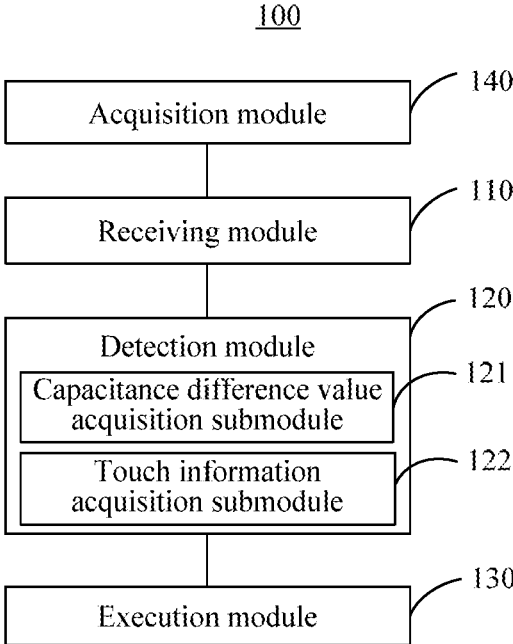 100
Acquisition module
140
Receiving module
110
120
Detection module
Capacitance difference value
acquisition submodule
121
Touch information
acquisition submodule
122
Execution module
130